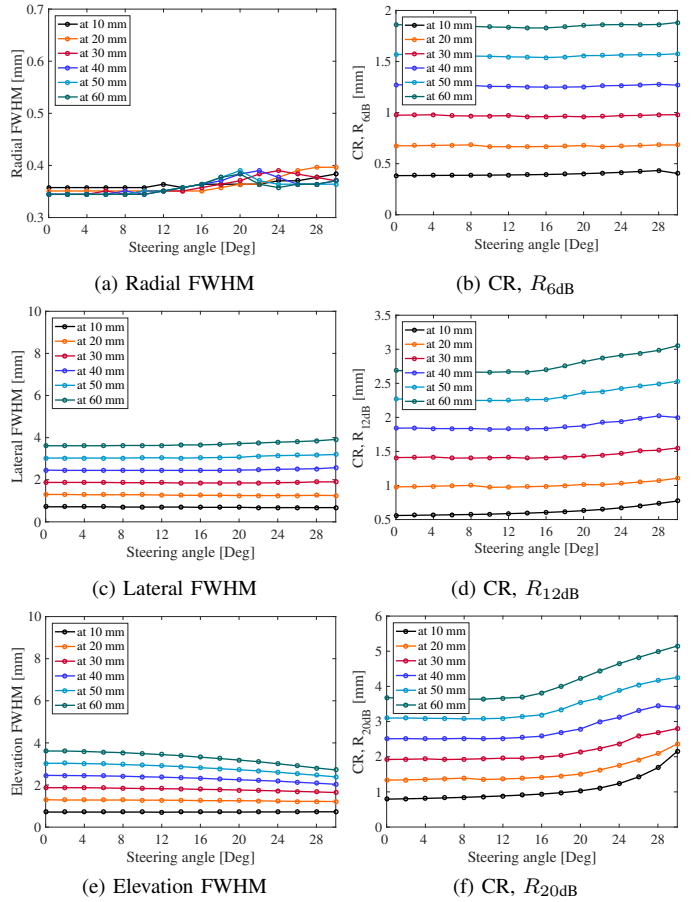 0.7
0.6
0.5
0.4
0.3
Radial FWHM [mm]
at 10 mm
at 20 mm
at 30 mm
at 40 mm
at 50 mm
at 60 mm
0 4 8 12 16 20 24 28
Steering angle [Deg]
(a) Radial FWHM
2
1.5
1
0.5
0
CR, R6dB [mm]
at 10 mm
at 20 mm
at 30 mm
at 40 mm
at 50 mm
at 60 mm
0 4 8 12 16 20 24 28
Steering angle [Deg]
(b) CR, R6dB
10
8
6
4
2
0
Lateral FWHM [mm]
at 10 mm
at 20 mm
at 30 mm
at 40 mm
at 50 mm
at 60 mm
0 4 8 12 16 20 24 28
Steering angle [Deg]
(c) Lateral FWHM
3.5
3
2.5
2
1.5
1
0.5
CR, R12dB [mm]
at 10 mm
at 20 mm
at 30 mm
at 40 mm
at 50 mm
at 60 mm
0 4 8 12 16 20 24 28
Steering angle [Deg]
(d) CR, R12dB
10
8
6
4
2
0
Elevation FWHM [mm]
at 10 mm
at 20 mm
at 30 mm
at 40 mm
at 50 mm
at 60 mm
0 4 8 12 16 20 24 28
Steering angle [Deg]
(e) Elevation FWHM
6
5
4
3
2
1
0
CR, R20dB [mm]
at 10 mm
at 20 mm
at 30 mm
at 40 mm
at 50 mm
at 60 mm
0 4 8 12 16 20 24 28
Steering angle [Deg]
(f) CR, R20dB